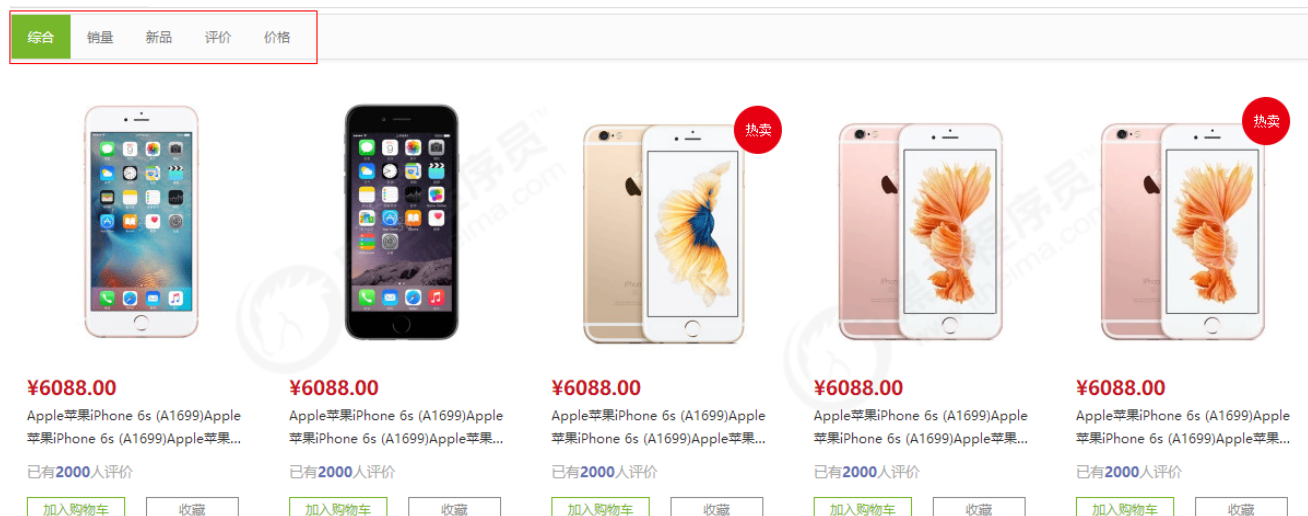 综合 销量 新品 评价 价格
热卖 热卖
¥6088.00 ¥6088.00 ¥6088.00 ¥6088.00 ¥6088.00
Apple苹果iPhone 6s (A1699)Apple Apple苹果iPhone 6s (A1699)Apple Apple苹果iPhone 6s (A1699)Apple Apple苹果iPhone 6s (A1699)Apple Apple苹果iPhone 6s (A1699)Apple
苹果iPhone 6s (A1699)Apple苹果... 苹果iPhone 6s (A1699)Apple苹果... 苹果iPhone 6s (A1699)Apple苹果... 苹果iPhone 6s (A1699)Apple苹果... 苹果iPhone 6s (A1699)Apple苹果...
已有2000人评价 已有2000人评价 已有2000人评价 已有2000人评价 已有2000人评价
加入购物车 收藏 加入购物车 收藏 加入购物车 收藏 加入购物车 收藏 加入购物车 收藏